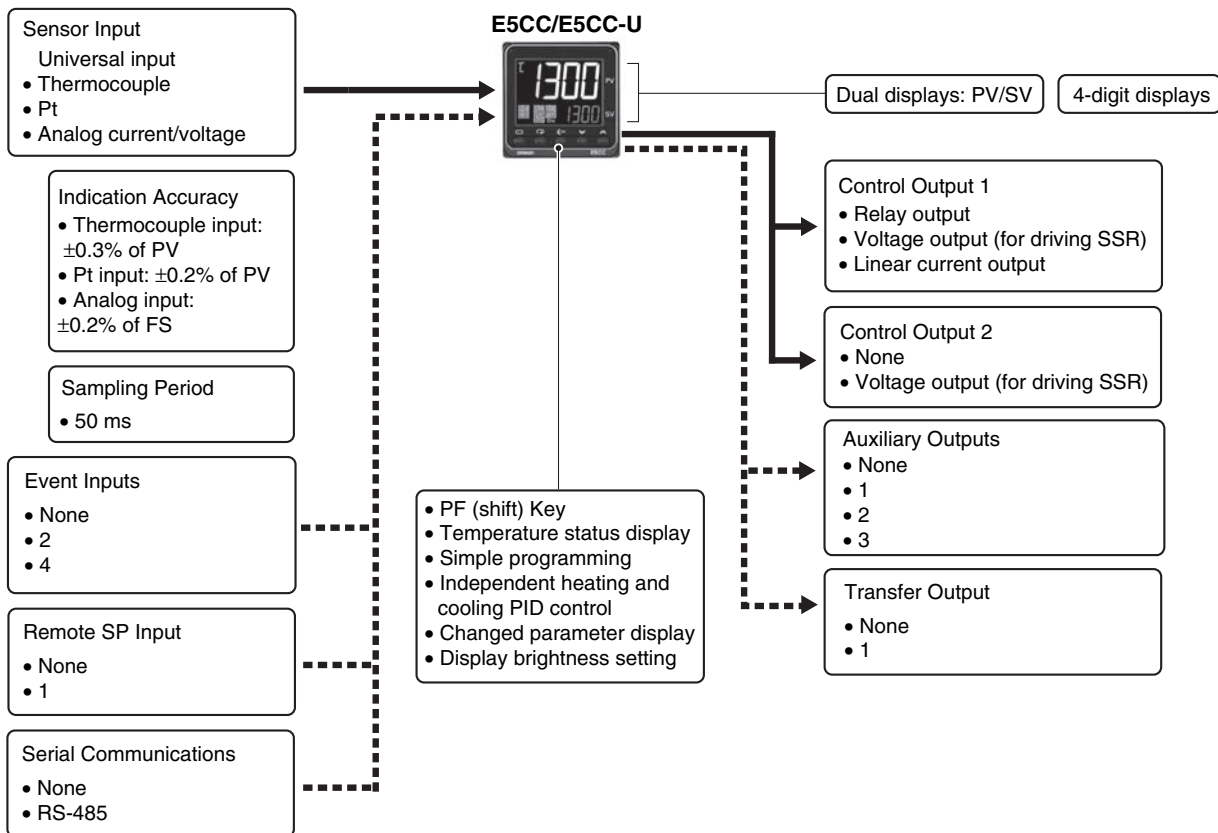 E5CC/E5CC-U
Sensor Input
Universal input
• Thermocouple
• Pt
• Analog current/voltage
Indication Accuracy
• Thermocouple input:
±0.3% of PV
• Pt input: ±0.2% of PV
• Analog input:
±0.2% of FS
Sampling Period
• 50 ms
Event Inputs
• None
• 2
• 4
Remote SP Input
• None
• 1
Serial Communications
• None
• RS-485
1300
PV
1300
SV
OMRON
E5CC
• PF (shift) Key
• Temperature status display
• Simple programming
• Independent heating and
cooling PID control
• Changed parameter display
• Display brightness setting
Dual displays: PV/SV
4-digit displays
Control Output 1
• Relay output
• Voltage output (for driving SSR)
• Linear current output
Control Output 2
• None
• Voltage output (for driving SSR)
Auxiliary Outputs
• None
• 1
• 2
• 3
Transfer Output
• None
• 1